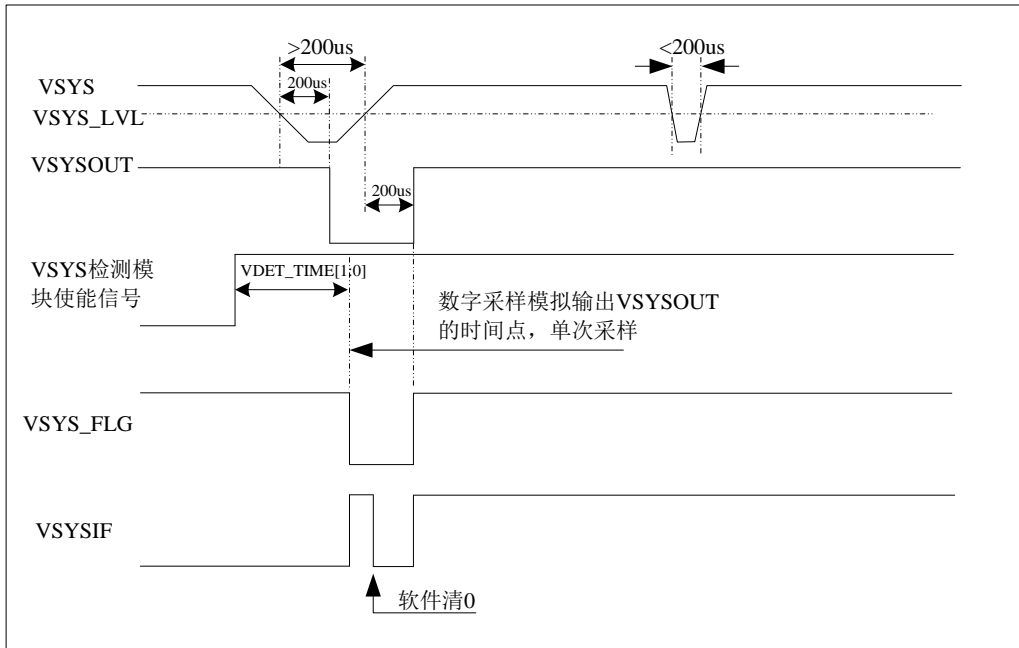 >200us
<200us
VSYS
200us
VSYS_LVL
VSYSOUT
200us
VSYS检测模
块使能信号
VDET_TIME[1:0]
数字采样模拟输出VSYSOUT
的时间点，单次采样
VSYS_FLG
VSYSIF
软件清0